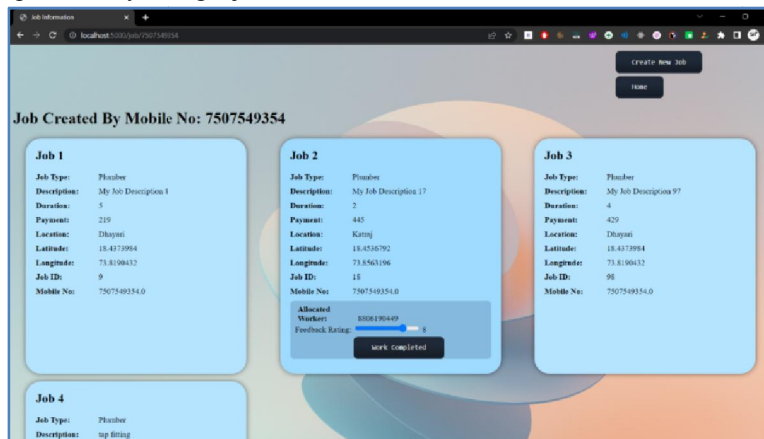 Job Information
localhost:5000/job/7507549354
Create New Job
Home
Job Created By Mobile No: 7507549354
Job 1
Job Type: Plumber
Description: My Job Description 8
Duration: 5
Payment: 219
Location: Dhayari
Latitude: 18.4373984
Longitude: 73.8190432
Job ID: 9
Mobile No: 7507549354.0
Job 2
Job Type: Plumber
Description: My Job Description 17
Duration: 2
Payment: 445
Location: Katraj
Latitude: 18.4536792
Longitude: 73.8563196
Job ID: 18
Mobile No: 7507549354.0
Allocated
Worker:
Feedback Rating: 8
Work Completed
Job 3
Job Type: Plumber
Description: My Job Description 97
Duration: 4
Payment: 429
Location: Dhayari
Latitude: 18.4373984
Longitude: 73.8190432
Job ID: 98
Mobile No: 7507549354.0
Job 4
Job Type: Plumber
Description: tap fitting